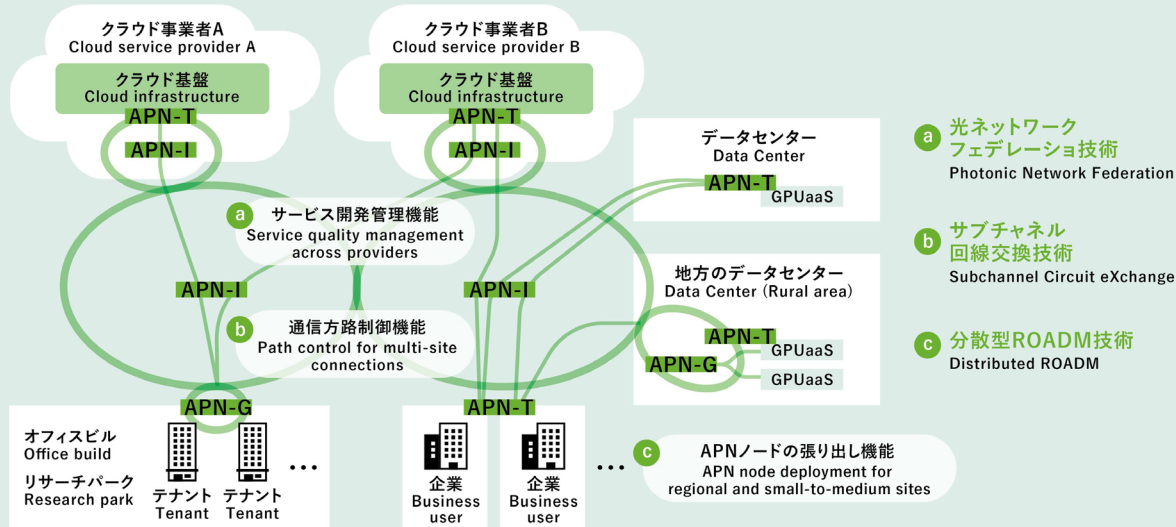 クラウド事業者A
Cloud service provider A
クラウド基盤
Cloud infrastructure
APN-T
APN-I
クラウド事業者B
Cloud service provider B
クラウド基盤
Cloud infrastructure
APN-T
APN-I
データセンター
Data Center
APN-T
GPUaaS
a
サービス開発管理機能
Service quality management
across providers
APN-I
APN-I
b
通信方路制御機能
Path control for multi-site
connections
地方のデータセンター
Data Center (Rural area)
APN-T
GPUaaS
APN-G
GPUaaS
APN-G
オフィスビル
Office build
リサーチパーク
Research park
テナント
Tenant
テナント
Tenant
...
APN-T
企業
Business
user
企業
Business
user
...
c
APNノードの張り出し機能
APN node deployment for
regional and small-to-medium sites
a
光ネットワーク
フェデレーショ技術
Photonic Network Federation
b
サブチャネル
回線交換技術
Subchannel Circuit eXchange
c
分散型ROADM技術
Distributed ROADM